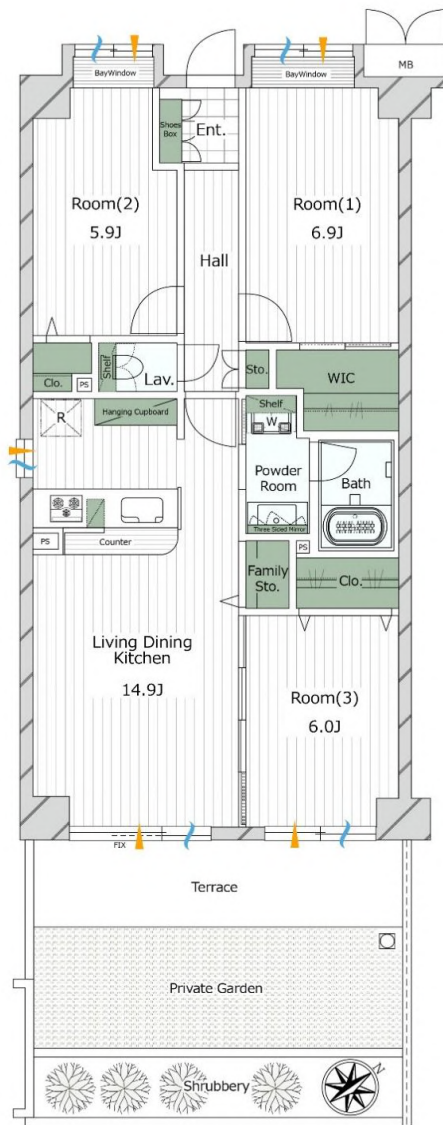 MB
BayWindow
BayWindow
Shoes
Box
Ent.
Room(2)
5.9J
Room(1)
6.9J
Hall
Clo.
PS
Shelf
Lav.
Sto.
WIC
R
Hanging Cupboard
Shelf
W
Powder
Room
Bath
Three Sided Mirror
PS
Counter
PS
Family
Sto.
Clo.
Living Dining
Kitchen
14.9J
Room(3)
6.0J
FIX
Terrace
Private Garden
Shrubbery
N